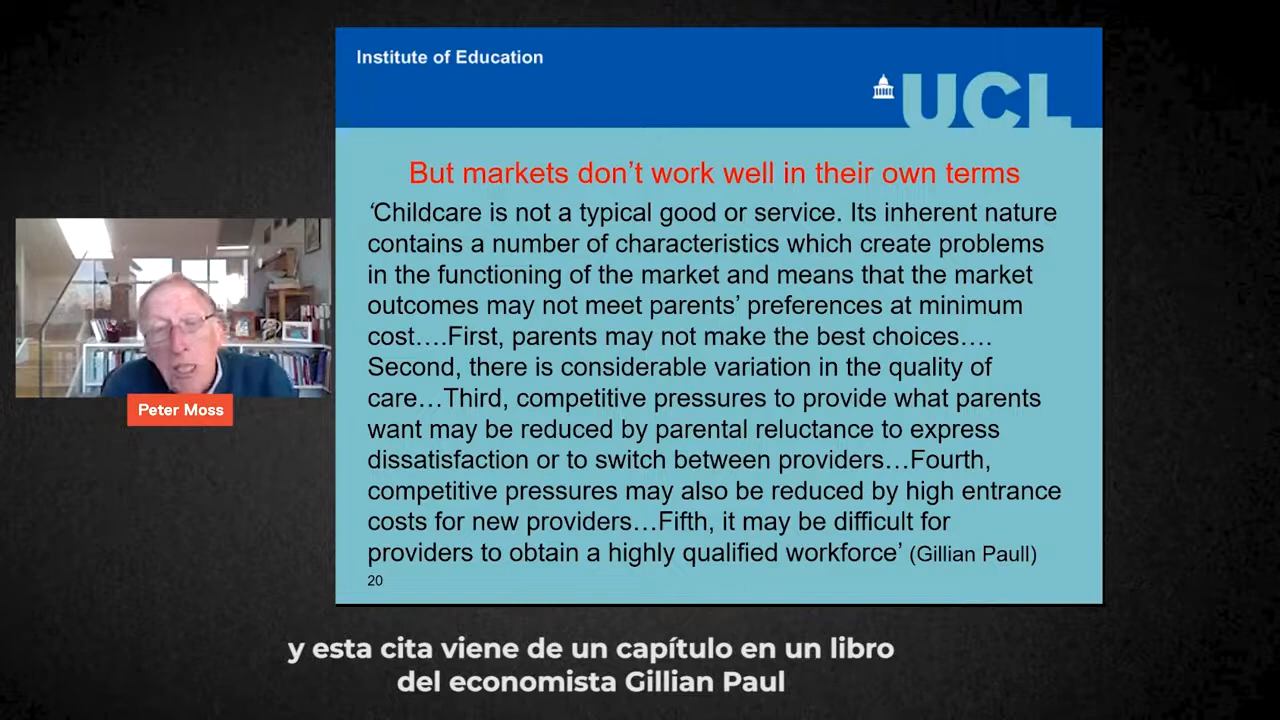 Institute of Education
UCL
But markets don’t work well in their own terms
‘Childcare is not a typical good or service. Its inherent nature
contains a number of characteristics which create problems
in the functioning of the market and means that the market
outcomes may not meet parents’ preferences at minimum
cost….First, parents may not make the best choices….
Second, there is considerable variation in the quality of
care…Third, competitive pressures to provide what parents
want may be reduced by parental reluctance to express
dissatisfaction or to switch between providers…Fourth,
competitive pressures may also be reduced by high entrance
costs for new providers…Fifth, it may be difficult for
providers to obtain a highly qualified workforce’ (Gillian Paull)
20
Peter Moss
y esta cita viene de un capítulo en un libro
del economista Gillian Paul